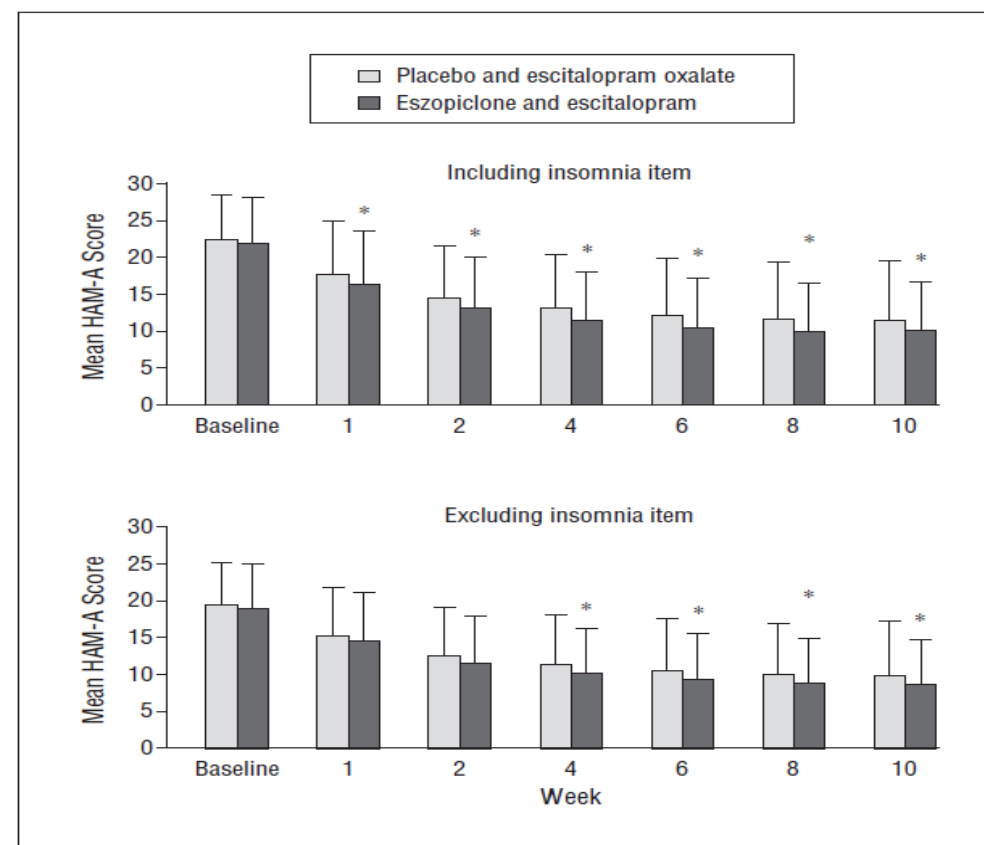 Placebo and escitalopram oxalate
Eszopiclone and escitalopram
Including insomnia item
Mean HAM-A Score
30
25
20
15
10
5
0
* * * * * *
Baseline 1 2 4 6 8 10
Excluding insomnia item
Mean HAM-A Score
30
25
20
15
10
5
0
* * * *
Baseline 1 2 4 6 8 10
Week